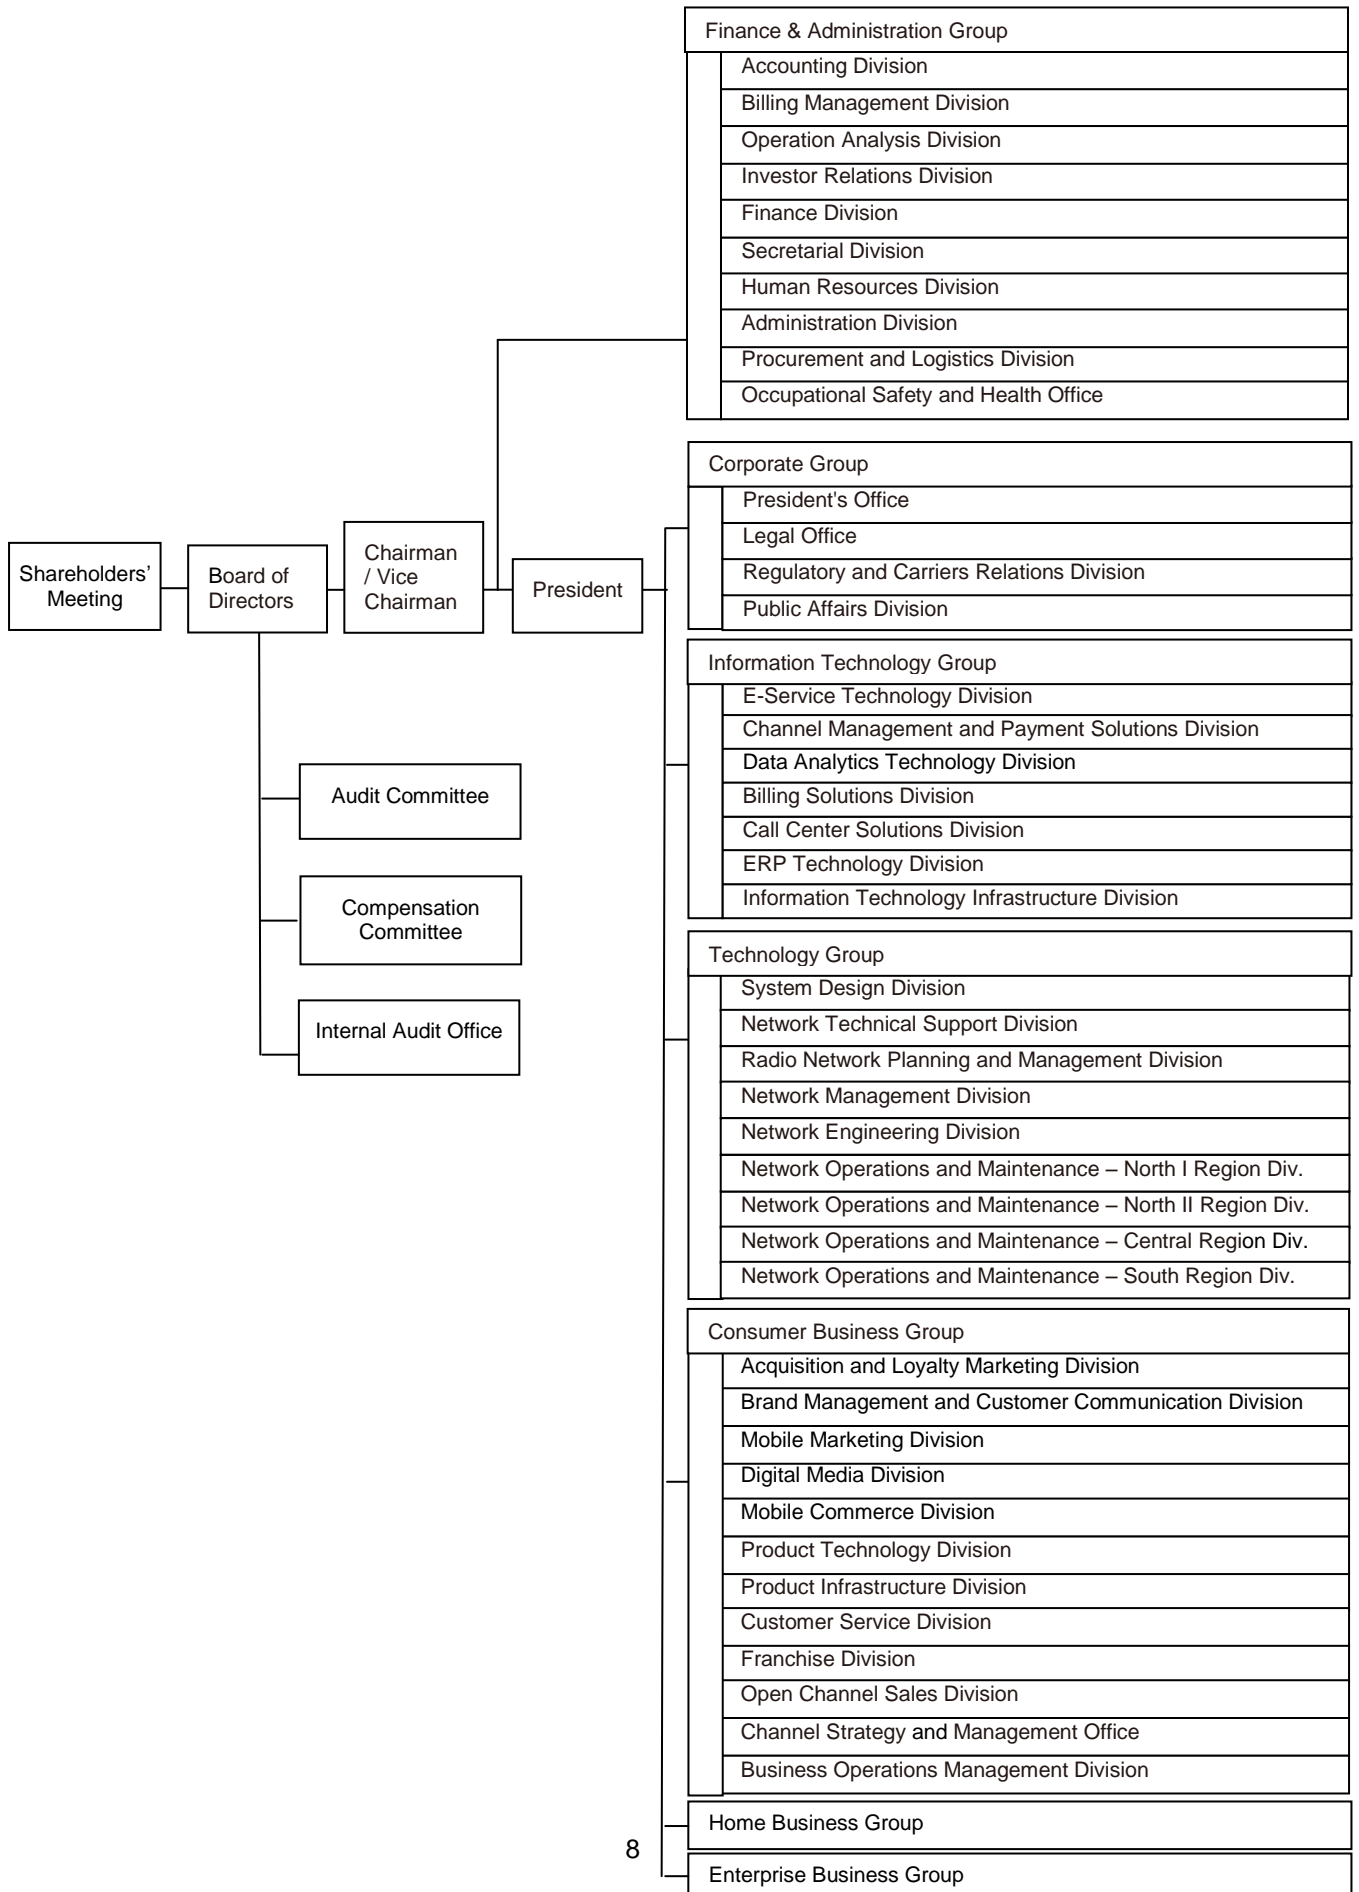 Finance & Administration Group
Accounting Division
Billing Management Division
Operation Analysis Division
Investor Relations Division
Finance Division
Secretarial Division
Human Resources Division
Administration Division
Procurement and Logistics Division
Occupational Safety and Health Office
Shareholders'
Meeting
Board of
Directors
Chairman
/ Vice
Chairman
President
Audit Committee
Compensation
Committee
Internal Audit Office
Corporate Group
President's Office
Legal Office
Regulatory and Carriers Relations Division
Public Affairs Division
Information Technology Group
E-Service Technology Division
Channel Management and Payment Solutions Division
Data Analytics Technology Division
Billing Solutions Division
Call Center Solutions Division
ERP Technology Division
Information Technology Infrastructure Division
Technology Group
System Design Division
Network Technical Support Division
Radio Network Planning and Management Division
Network Management Division
Network Engineering Division
Network Operations and Maintenance – North I Region Div.
Network Operations and Maintenance – North II Region Div.
Network Operations and Maintenance – Central Region Div.
Network Operations and Maintenance – South Region Div.
Consumer Business Group
Acquisition and Loyalty Marketing Division
Brand Management and Customer Communication Division
Mobile Marketing Division
Digital Media Division
Mobile Commerce Division
Product Technology Division
Product Infrastructure Division
Customer Service Division
Franchise Division
Open Channel Sales Division
Channel Strategy and Management Office
Business Operations Management Division
Home Business Group
Enterprise Business Group
8